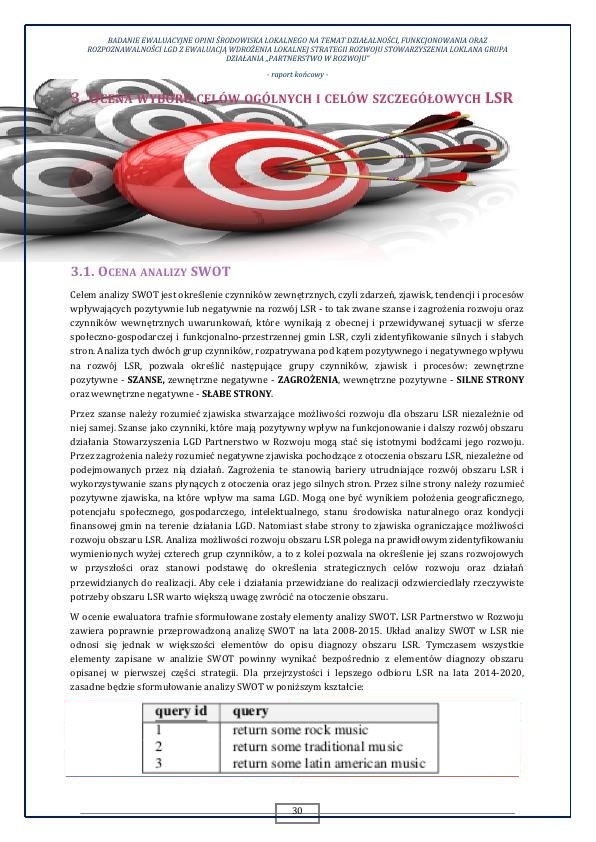 BADANIE EWALUACYJNE OPINI ŚRODOWISKA LOKALNEGO NA TEMAT DZIAŁALNOŚCI, FUNKCJONOWANIA ORAZ
ROZPOZNAWALNOŚCI LGD Z EWALUACJĄ WDROŻENIA LOKALNEJ STRATEGII ROZWOJU STOWARZYSZENIA LOKLANA GRUPA
DZIAŁANIA „PARTNERSTWO W ROZWOJU"
- raport końcowy -
3. OCENA WYBORU CELÓW OGÓLNYCH I CELÓW SZCZEGÓŁOWYCH LSR
3.1. OCENA ANALIZY SWOT
Celem analizy SWOT jest określenie czynników zewnętrznych, czyli zdarzeń, zjawisk, tendencji i procesów
wpływających pozytywnie lub negatywnie na rozwój LSR - to tak zwane szanse i zagrożenia rozwoju oraz
czynników wewnętrznych uwarunkowań, które wynikają z obecnej i przewidywanej sytuacji w sferze
społeczno-gospodarczej i funkcjonalno-przestrzennej gmin LSR, czyli zidentyfikowanie silnych i słabych
stron. Analiza tych dwóch grup czynników, rozpatrywana pod kątem pozytywnego i negatywnego wpływu
na rozwój LSR, pozwala określić następujące grupy czynników, zjawisk i procesów: zewnętrzne
pozytywne - SZANSE, zewnętrzne negatywne - ZAGROŻENIA, wewnętrzne pozytywne - SILNE STRONY
oraz wewnętrzne negatywne - SŁABE STRONY.
Przez szanse należy rozumieć zjawiska stwarzające możliwości rozwoju dla obszaru LSR niezależnie od
niej samej. Szanse jako czynniki, które mają pozytywny wpływ na funkcjonowanie i dalszy rozwój obszaru
działania Stowarzyszenia LGD Partnerstwo w Rozwoju mogą stać się istotnymi bodźcami jego rozwoju.
Przez zagrożenia należy rozumieć negatywne zjawiska pochodzące z otoczenia obszaru LSR, niezależne od
podejmowanych przez nią działań. Zagrożenia te stanowią bariery utrudniające rozwój obszaru LSR i
wykorzystywanie szans płynących z otoczenia oraz jego silnych stron. Przez silne strony należy rozumieć
pozytywne zjawiska, na które wpływ ma sama LGD. Mogą one być wynikiem położenia geograficznego,
potencjału społecznego, gospodarczego, intelektualnego, stanu środowiska naturalnego oraz kondycji
finansowej gmin na terenie działania LGD. Natomiast słabe strony to zjawiska ograniczające możliwości
rozwoju obszaru LSR. Analiza możliwości rozwoju obszaru LSR polega na prawidłowym zidentyfikowaniu
wymienionych wyżej czterech grup czynników, a to z kolei pozwala na określenie jej szans rozwojowych
w przyszłości oraz stanowi podstawę do określenia strategicznych celów rozwoju oraz działań
przewidzianych do realizacji. Aby cele i działania przewidziane do realizacji odzwierciedlały rzeczywiste
potrzeby obszaru LSR warto większą uwagę zwrócić na otoczenie obszaru.
W ocenie ewaluatora trafnie sformułowane zostały elementy analizy SWOT. LSR Partnerstwo w Rozwoju
zawiera poprawnie przeprowadzoną analizę SWOT na lata 2008-2015. Układ analizy SWOT w LSR nie
odnosi się jednak w większości elementów do opisu diagnozy obszaru LSR. Tymczasem wszystkie
elementy zapisane w analizie SWOT powinny wynikać bezpośrednio z elementów diagnozy obszaru
opisanej w pierwszej części strategii. Dla przejrzystości i lepszego odbioru LSR na lata 2014-2020,
zasadne będzie sformułowanie analizy SWOT w poniższym kształcie:
query id query
1 return some rock music
2 return some traditional music
3 return some latin american music
30